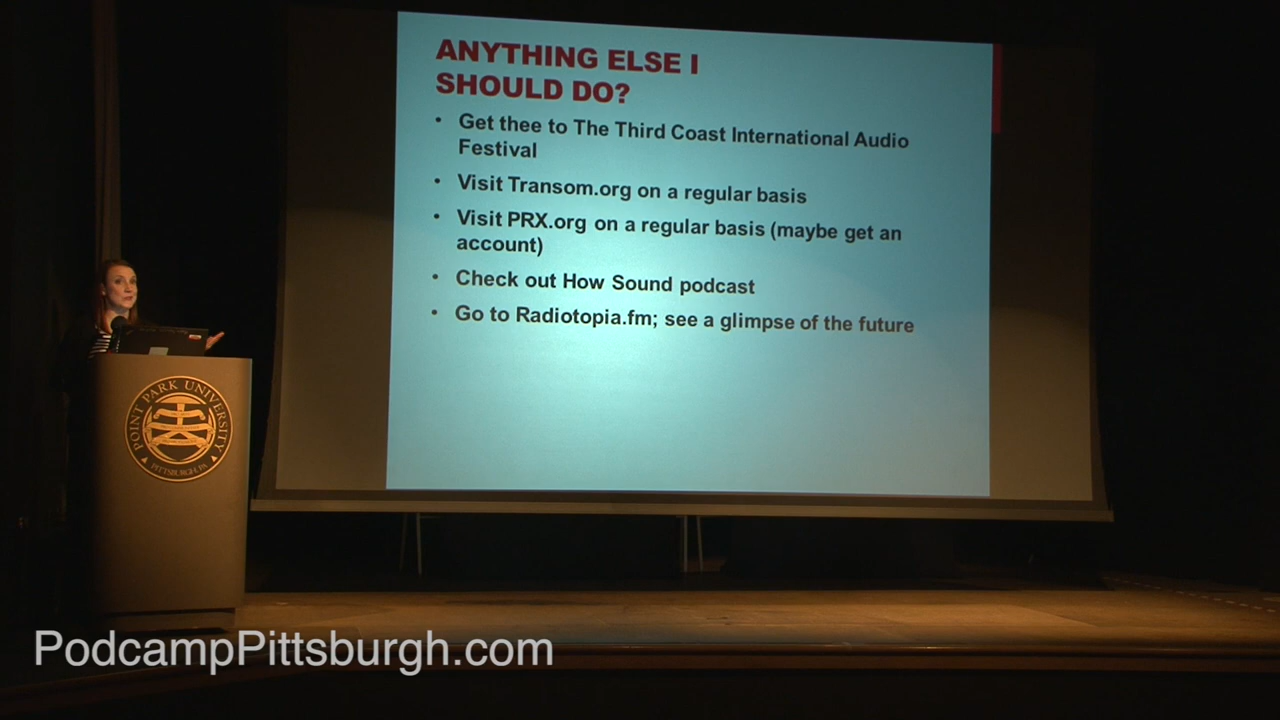 ANYTHING ELSE I
SHOULD DO?
• Get thee to The Third Coast International Audio
Festival
• Visit Transom.org on a regular basis
• Visit PRX.org on a regular basis (maybe get an
account)
• Check out How Sound podcast
• Go to Radiotopia.fm; see a glimpse of the future
POINT PARK UNIVERSITY
PITTSBURGH, PA
PodcampPittsburgh.com